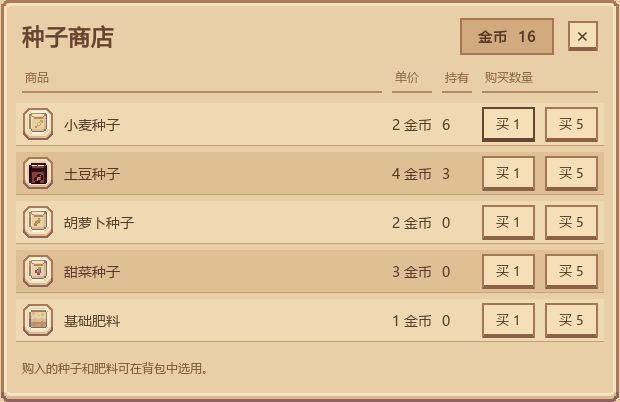 种子商店 金币 16 ×
商品 单价 持有 购买数量
小麦种子 2 金币 6 买 1 买 5
土豆种子 4 金币 3 买 1 买 5
胡萝卜种子 2 金币 0 买 1 买 5
甜菜种子 3 金币 0 买 1 买 5
基础肥料 1 金币 0 买 1 买 5
购入的种子和肥料可在背包中选用。